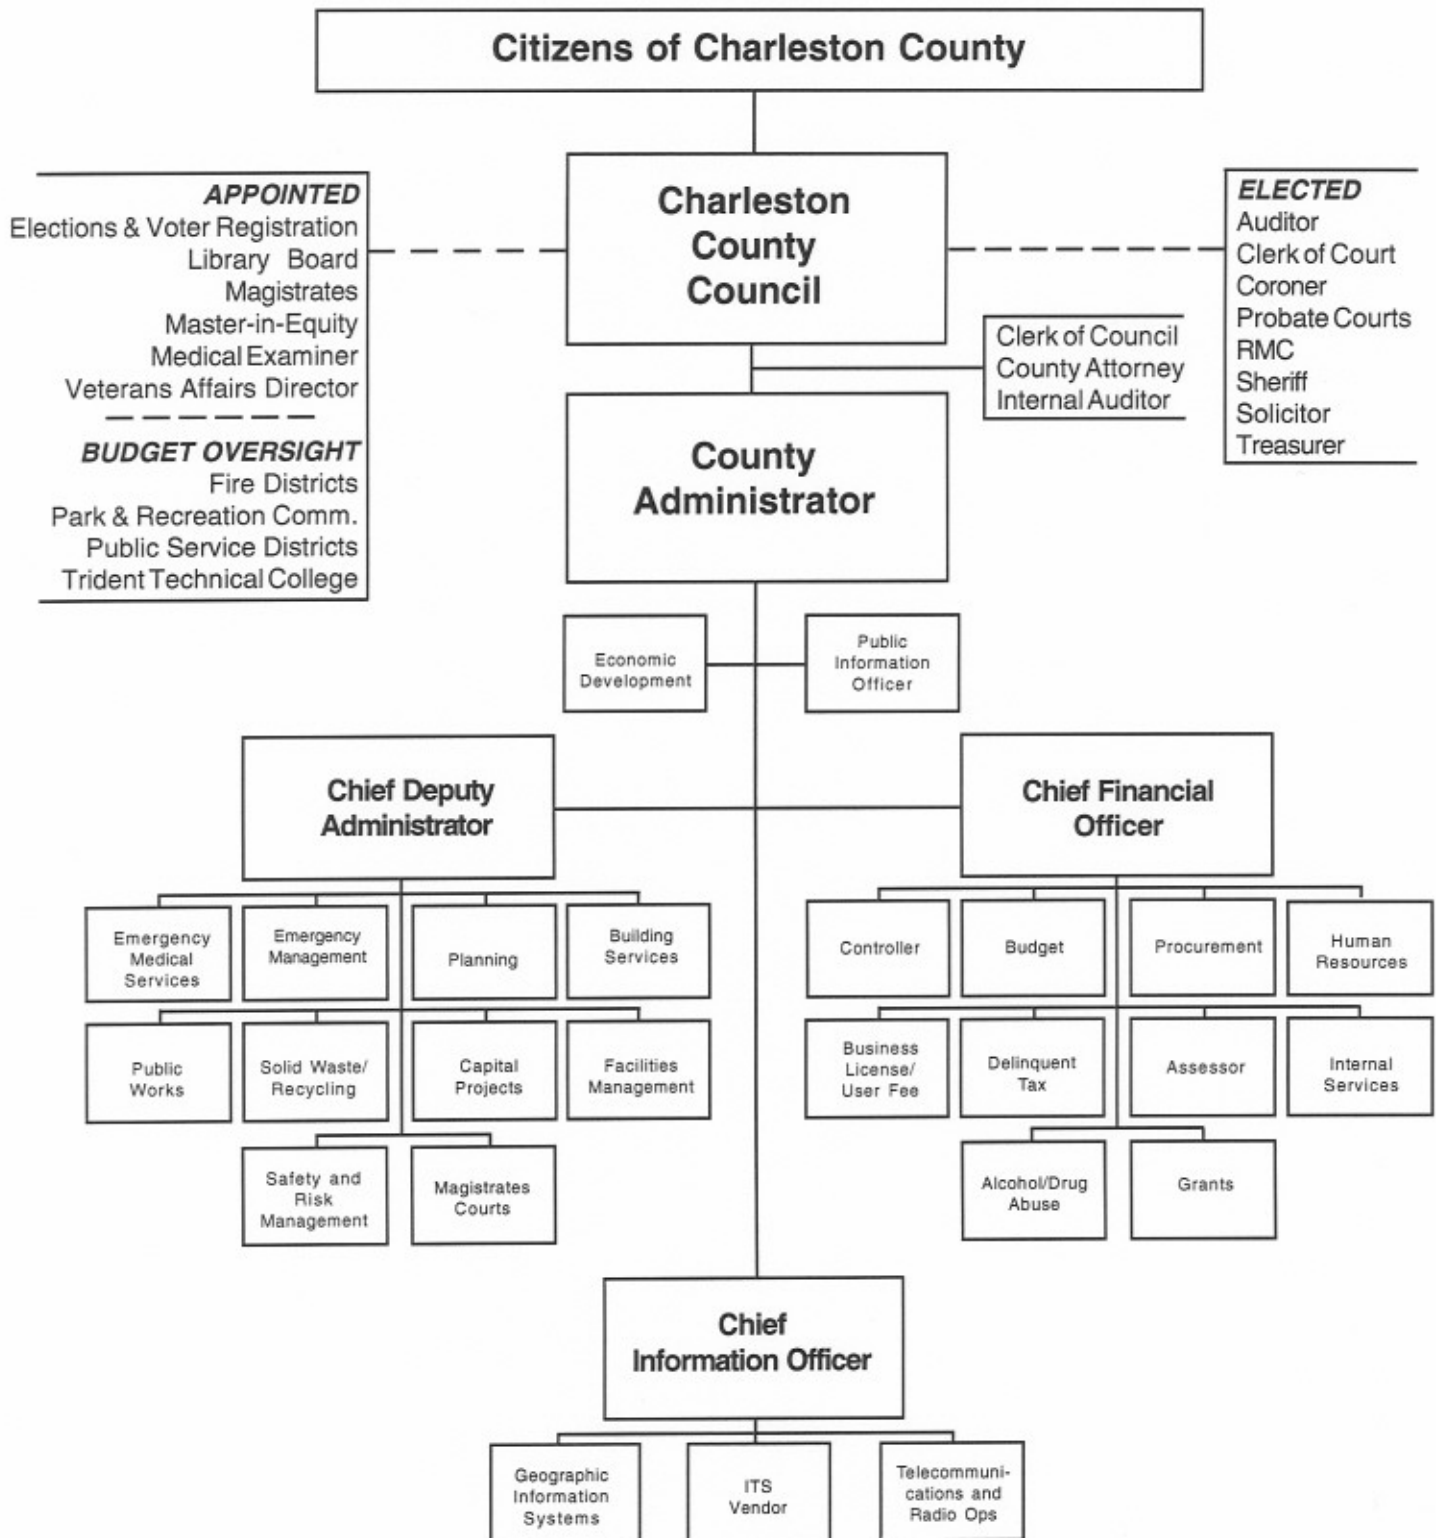 Citizens of Charleston County
APPOINTED
Elections & Voter Registration
Library Board
Magistrates
Master-in-Equity
Medical Examiner
Veterans Affairs Director
BUDGET OVERSIGHT
Fire Districts
Park & Recreation Comm.
Public Service Districts
Trident Technical College
Charleston
County
Council
ELECTED
Auditor
Clerk of Court
Coroner
Probate Courts
RMC
Sheriff
Solicitor
Treasurer
Clerk of Council
County Attorney
Internal Auditor
County
Administrator
Economic
Development
Public
Information
Officer
Chief Deputy
Administrator
Chief Financial
Officer
Emergency
Medical
Services
Emergency
Management
Planning
Building
Services
Controller
Budget
Procurement
Human
Resources
Public
Works
Solid Waste/
Recycling
Capital
Projects
Facilities
Management
Business
License/
User Fee
Delinquent
Tax
Assessor
Internal
Services
Safety and
Risk
Management
Magistrates
Courts
Alcohol/Drug
Abuse
Grants
Chief
Information Officer
Geographic
Information
Systems
ITS
Vendor
Telecommuni-
cations and
Radio Ops